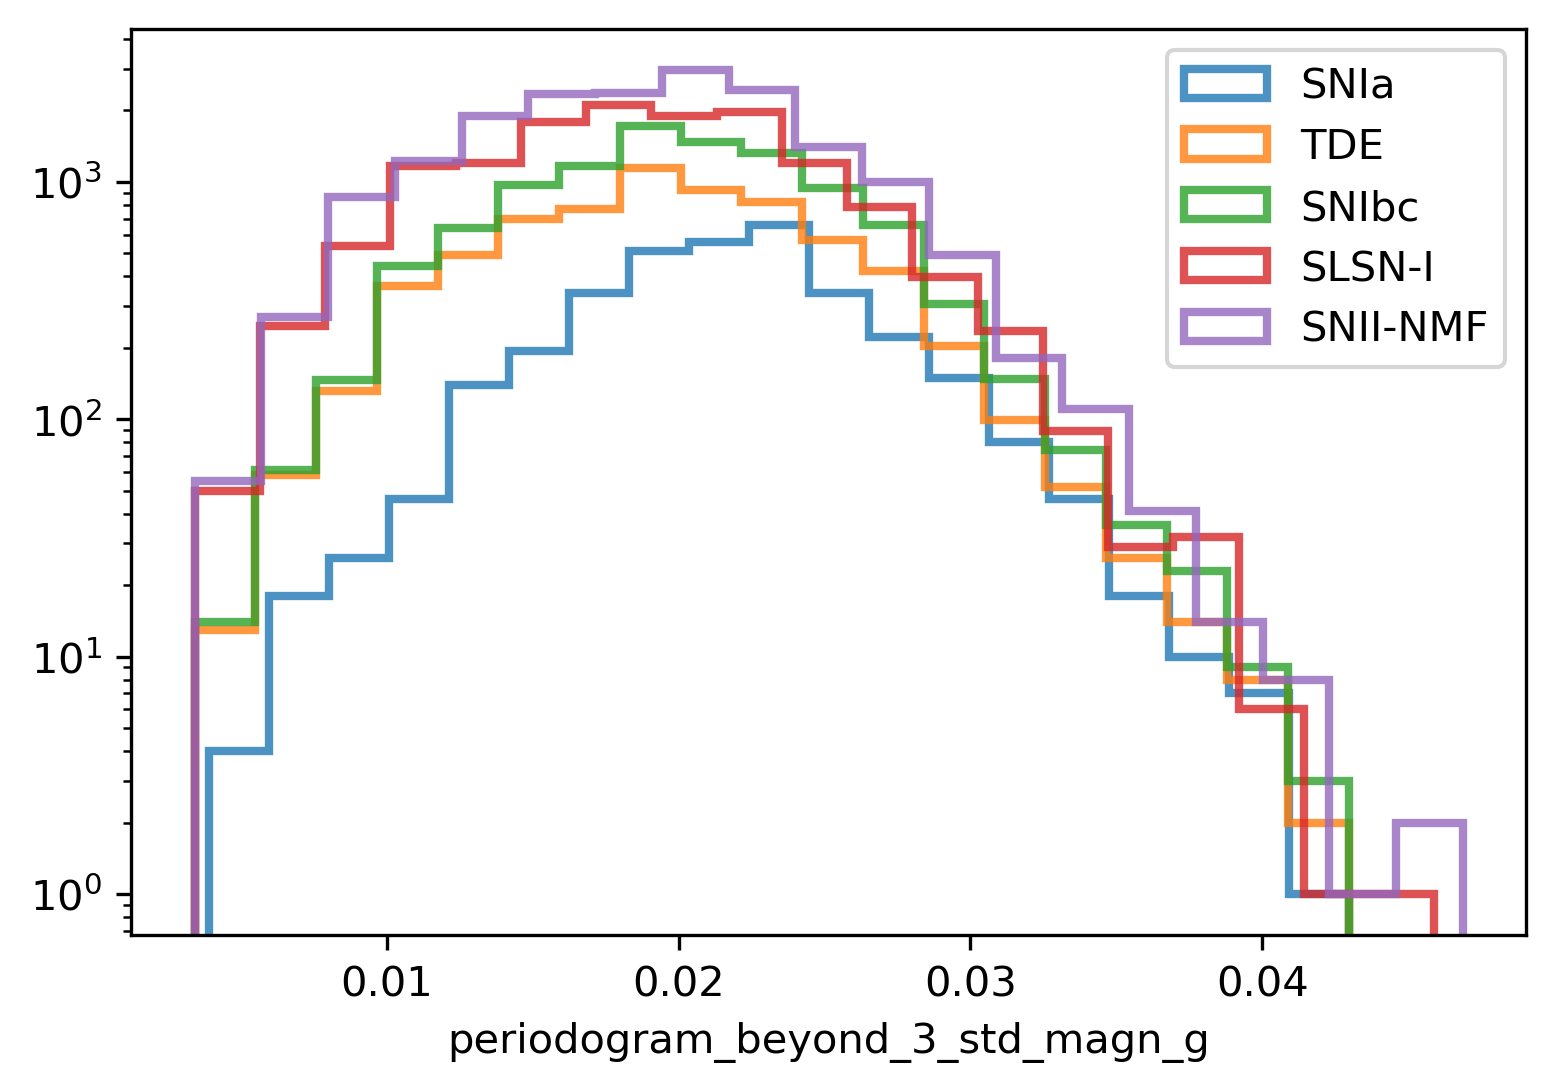 10³
10²
10¹
10⁰
SNIa
TDE
SNIbc
SLSN-I
SNII-NMF
0.01 0.02 0.03 0.04
periodogram_beyond_3_std_magn_g